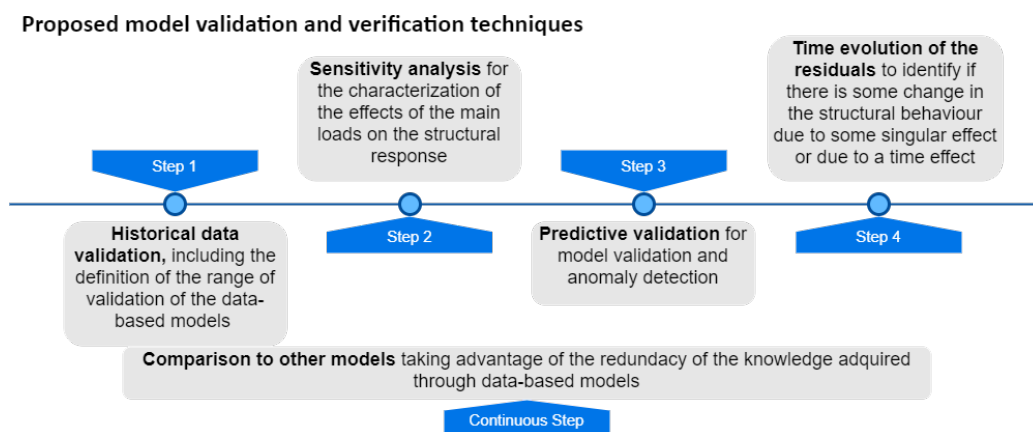 Proposed model validation and verification techniques
Step 1
Historical data
validation, including the
definition of the range of
validation of the data-
based models
Sensitivity analysis for
the characterization of
the effects of the main
loads on the structural
response
Step 2
Step 3
Predictive validation for
model validation and
anomaly detection
Time evolution of the
residuals to identify if
there is some change in
the structural behaviour
due to some singular effect
or due to a time effect
Step 4
Comparison to other models taking advantage of the redundancy of the knowledge adquired
through data-based models
Continuous Step